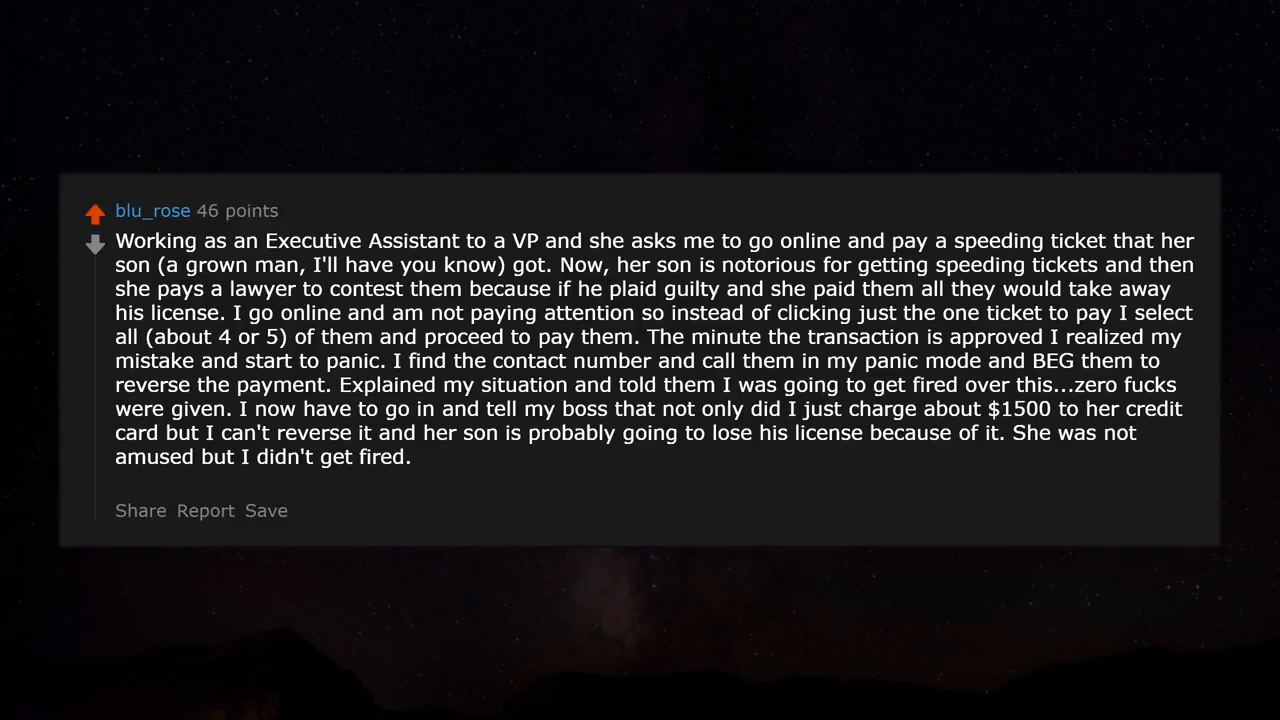 blu_rose 46 points
Working as an Executive Assistant to a VP and she asks me to go online and pay a speeding ticket that her
son (a grown man, I'll have you know) got. Now, her son is notorious for getting speeding tickets and then
she pays a lawyer to contest them because if he plaid guilty and she paid them all they would take away
his license. I go online and am not paying attention so instead of clicking just the one ticket to pay I select
all (about 4 or 5) of them and proceed to pay them. The minute the transaction is approved I realized my
mistake and start to panic. I find the contact number and call them in my panic mode and BEG them to
reverse the payment. Explained my situation and told them I was going to get fired over this...zero fucks
were given. I now have to go in and tell my boss that not only did I just charge about $1500 to her credit
card but I can't reverse it and her son is probably going to lose his license because of it. She was not
amused but I didn't get fired.
Share Report Save